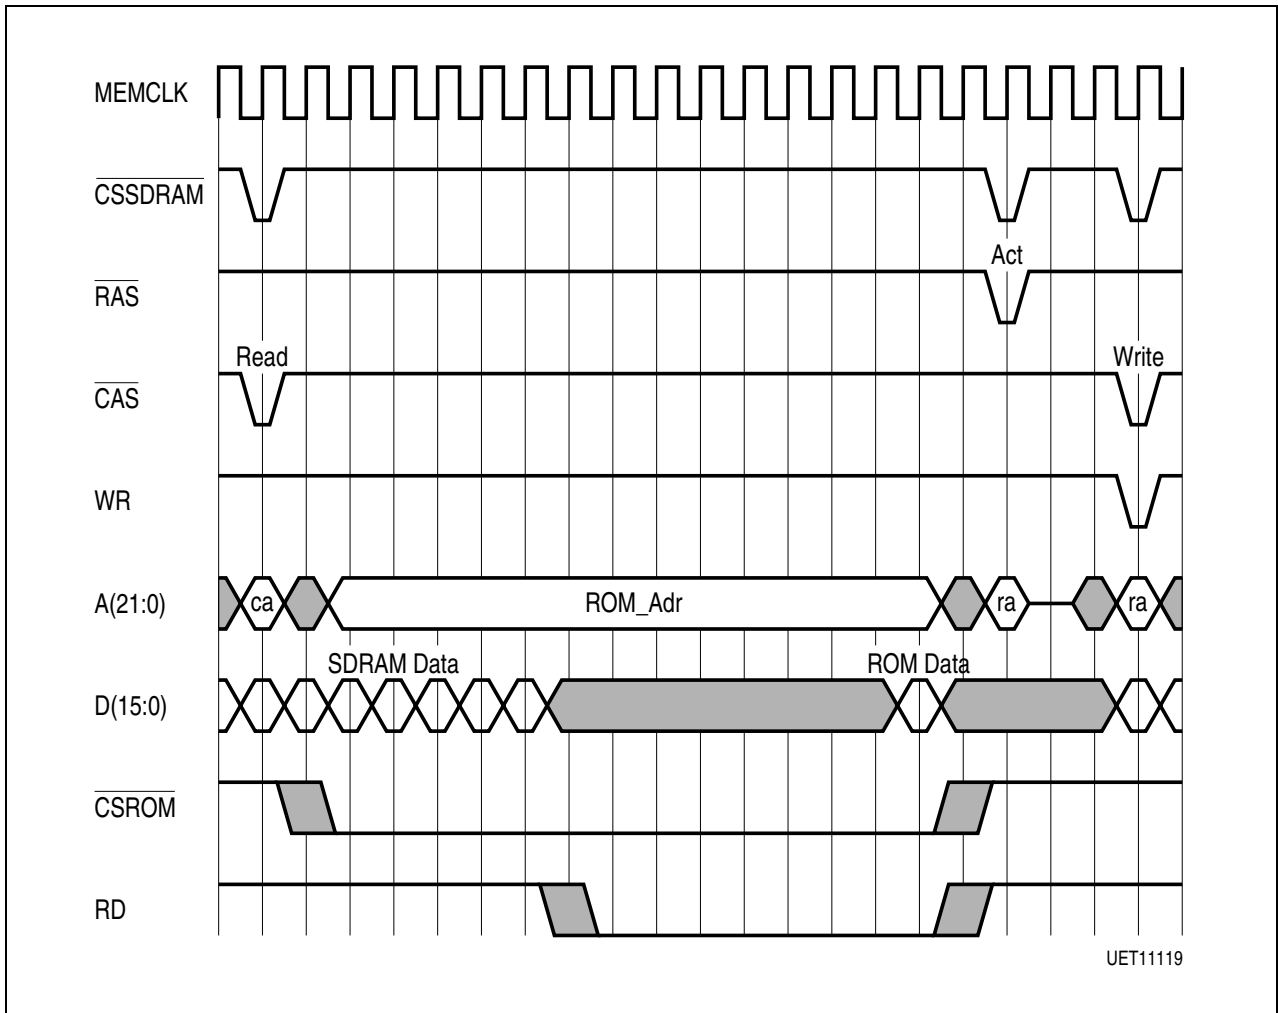 MEMCLK
CSSDRAM
Act
RAS
Read
Write
CAS
WR
A(21:0)
ca
ROM_Adr
ra
ra
SDRAM Data
ROM Data
D(15:0)
CSROM
RD
UET11119